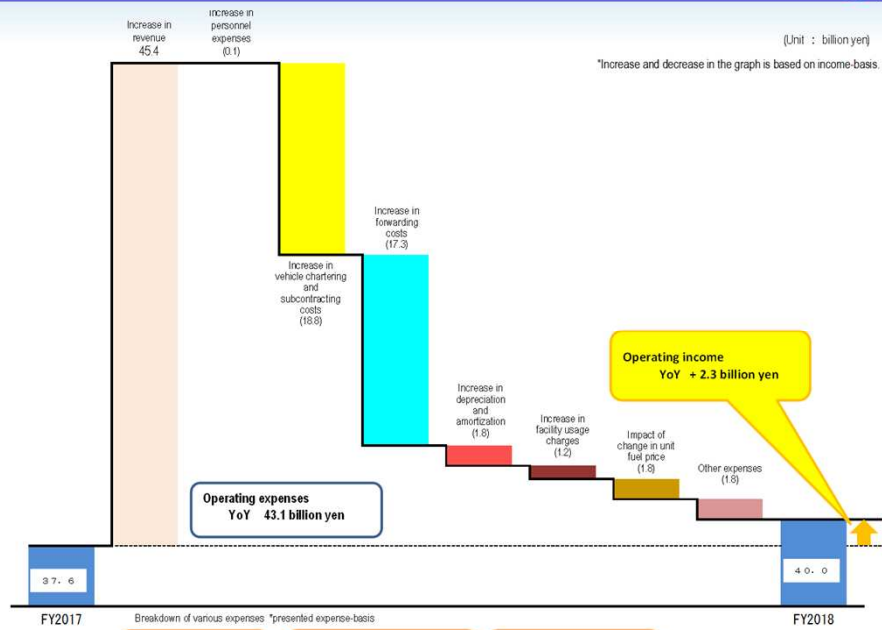 Increase in
revenue
45.4
Increase in
personnel
expenses
(0.1)
(Unit : billion yen)
*Increase and decrease in the graph is based on income-basis.
Increase in
forwarding
costs
(17.3)
Increase in
vehicle chartering
and
subcontracting
costs
(18.8)
Operating income
YoY + 2.3 billion yen
Increase in
depreciation
and
amortization
(1.8)
Increase in
facility usage
charges
(1.2)
Impact of
change in unit
fuel price
(1.8)
Other expenses
(1.8)
Operating expenses
YoY 43.1 billion yen
37.6
40.0
FY2017
Breakdown of various expenses *presented expense-basis
FY2018